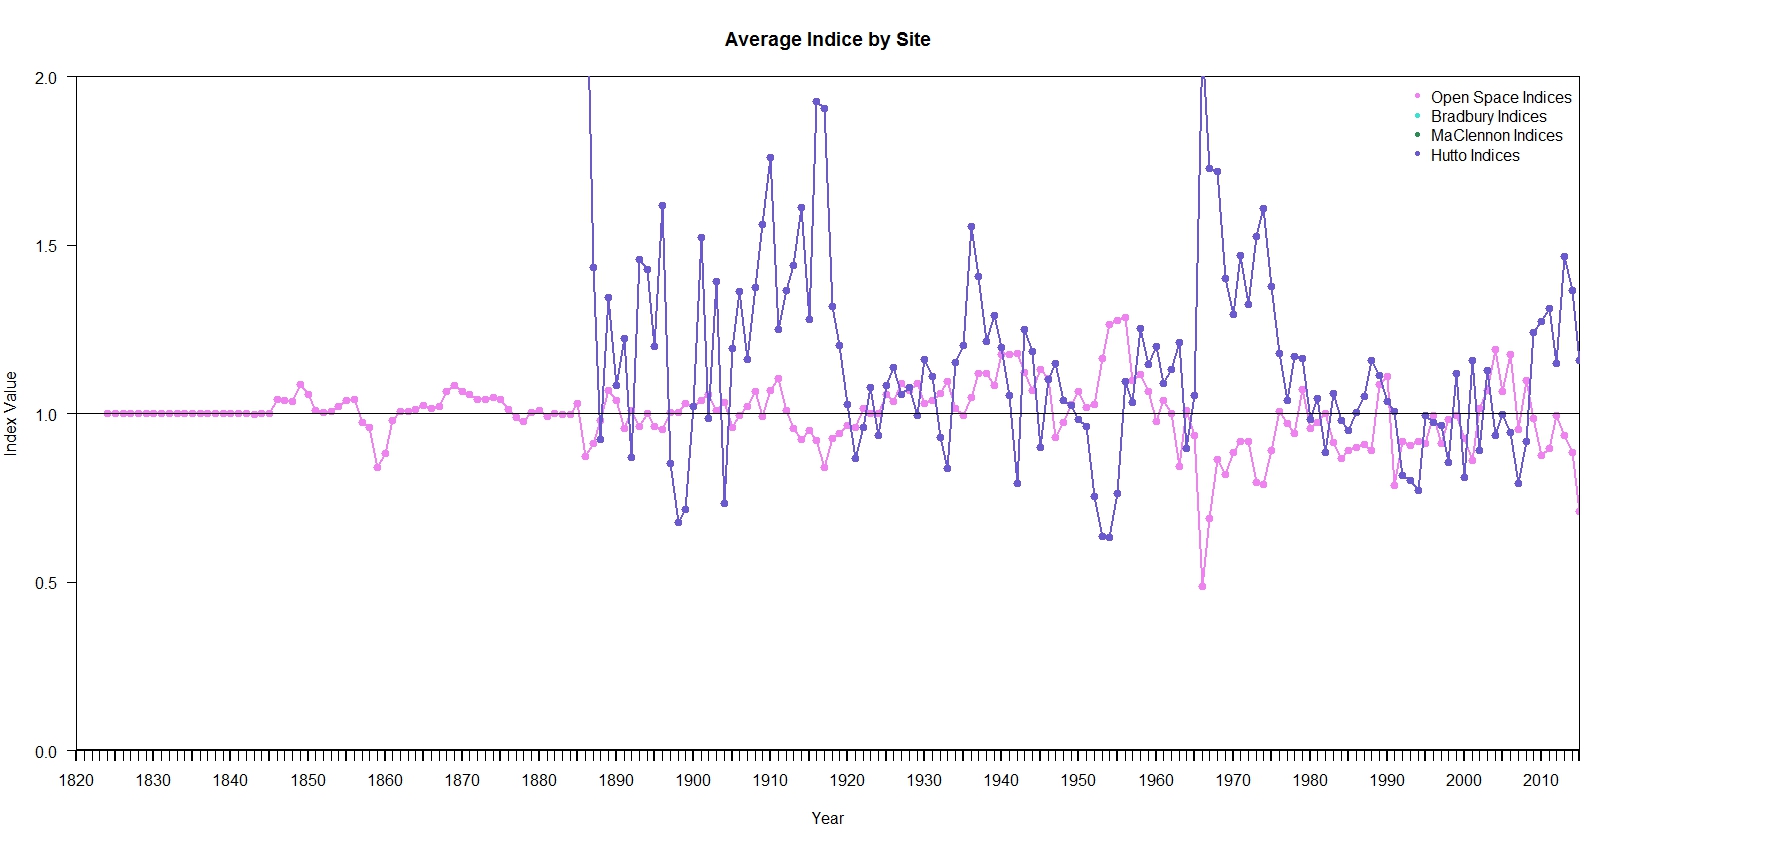 Average Indice by Site
2.0
1.5
1.0
0.5
0.0
Index Value
Open Space Indices
Bradbury Indices
MaClennon Indices
Hutto Indices
1820 1830 1840 1850 1860 1870 1880 1890 1900 1910 1920 1930 1940 1950 1960 1970 1980 1990 2000 2010
Year